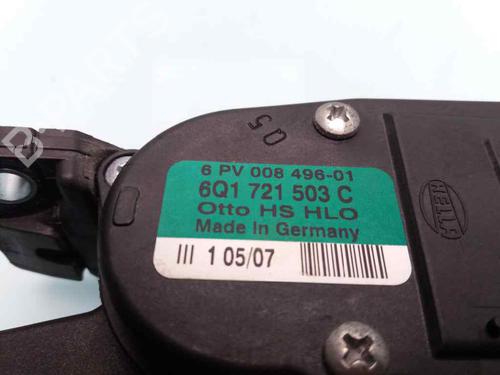 Q5
6 PV 008 496-01
6Q1 721 503 C
Otto HS HLO
Made In Germany
III 1 05/07
HELLA